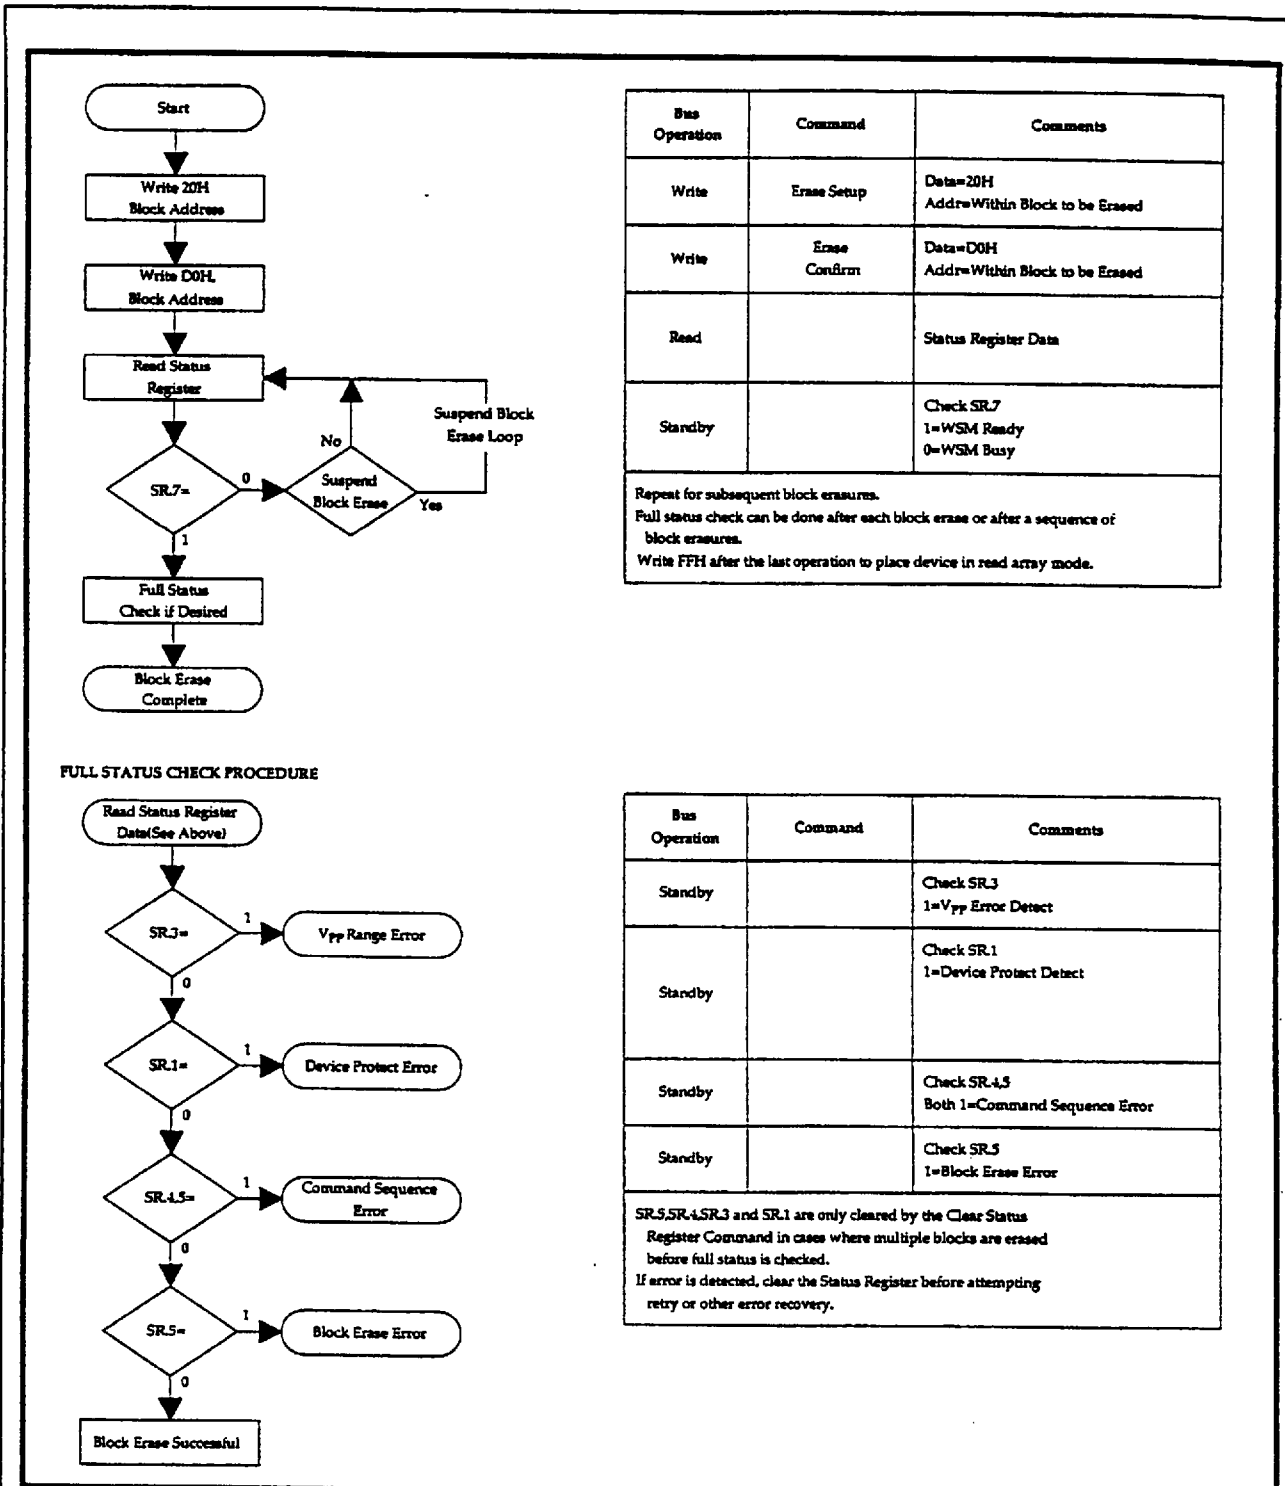 Start
Write 20H
Block Address
Write D0H,
Block Address
Read Status
Register
Suspend Block
Erase Loop
No
SR.7=
0
Suspend
Block Erase
Yes
1
Full Status
Check if Desired
Block Erase
Complete
Bus
Operation
Command
Comments
Write
Erase Setup
Data=20H
Addr=Within Block to be Erased
Write
Erase
Confirm
Data=D0H
Addr=Within Block to be Erased
Read
Status Register Data
Standby
Check SR.7
1=WSM Ready
0=WSM Busy
Repeat for subsequent block erasures.
Full status check can be done after each block erase or after a sequence of
block erasures.
Write FFH after the last operation to place device in read array mode.
FULL STATUS CHECK PROCEDURE
Read Status Register
Data(See Above)
SR.3=
1
VPP Range Error
0
SR.1=
1
Device Protect Error
0
SR.4,5=
1
Command Sequence
Error
0
SR.5=
1
Block Erase Error
0
Block Erase Successful
Bus
Operation
Command
Comments
Standby
Check SR.3
1=VPP Error Detect
Standby
Check SR.1
1=Device Protect Detect
Standby
Check SR.4,5
Both 1=Command Sequence Error
Standby
Check SR.5
1=Block Erase Error
SR.5,SR.4,SR.3 and SR.1 are only cleared by the Clear Status
Register Command in cases where multiple blocks are erased
before full status is checked.
If error is detected, clear the Status Register before attempting
retry or other error recovery.